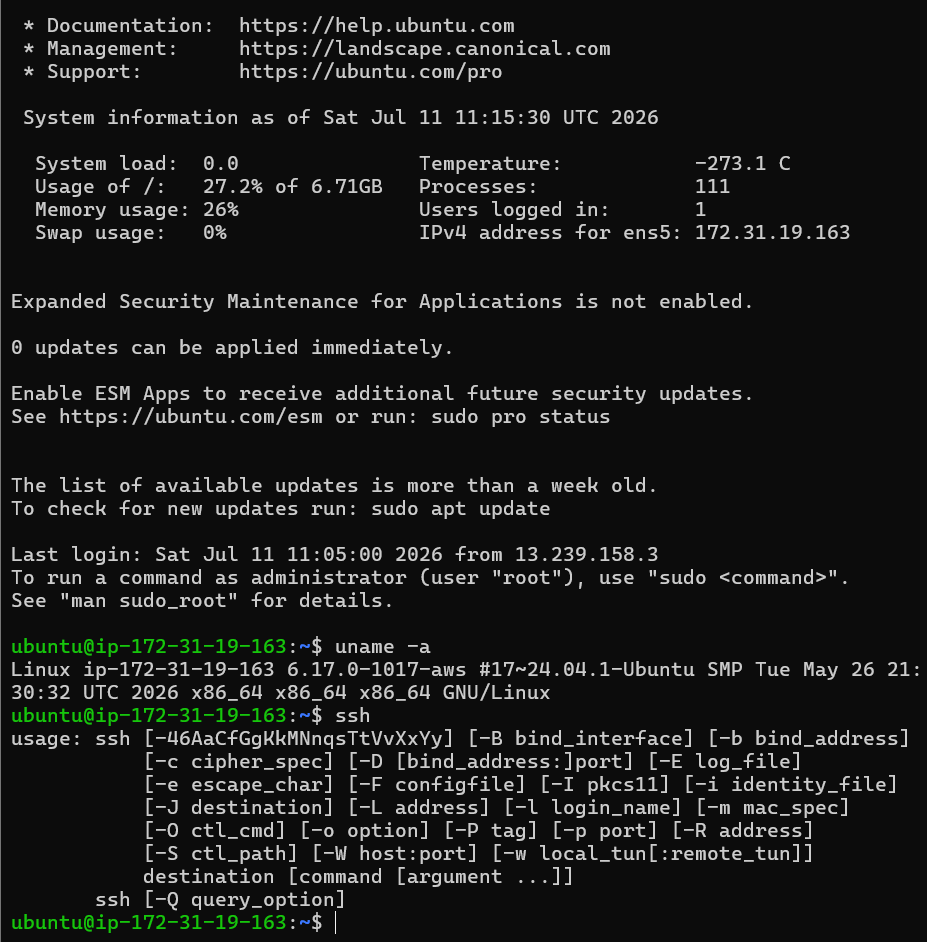 * Documentation:  https://help.ubuntu.com
* Management:     https://landscape.canonical.com
* Support:        https://ubuntu.com/pro
System information as of Sat Jul 11 11:15:30 UTC 2026
System load:  0.0               Temperature:           -273.1 C
Usage of /:   27.2% of 6.71GB   Processes:             111
Memory usage: 26%               Users logged in:       1
Swap usage:   0%                IPv4 address for ens5: 172.31.19.163
Expanded Security Maintenance for Applications is not enabled.
0 updates can be applied immediately.
Enable ESM Apps to receive additional future security updates.
See https://ubuntu.com/esm or run: sudo pro status
The list of available updates is more than a week old.
To check for new updates run: sudo apt update
Last login: Sat Jul 11 11:05:00 2026 from 13.239.158.3
To run a command as administrator (user "root"), use "sudo <command>".
See "man sudo_root" for details.
ubuntu@ip-172-31-19-163:~$ uname -a
Linux ip-172-31-19-163 6.17.0-1017-aws #17~24.04.1-Ubuntu SMP Tue May 26 21:
30:32 UTC 2026 x86_64 x86_64 x86_64 GNU/Linux
ubuntu@ip-172-31-19-163:~$ ssh
usage: ssh [-46AaCfGgKkMNnqsTtVvXxYy] [-B bind_interface] [-b bind_address]
           [-c cipher_spec] [-D [bind_address:]port] [-E log_file]
           [-e escape_char] [-F configfile] [-I pkcs11] [-i identity_file]
           [-J destination] [-L address] [-l login_name] [-m mac_spec]
           [-O ctl_cmd] [-o option] [-P tag] [-p port] [-R address]
           [-S ctl_path] [-W host:port] [-w local_tun[:remote_tun]]
           destination [command [argument ...]]
       ssh [-Q query_option]
ubuntu@ip-172-31-19-163:~$